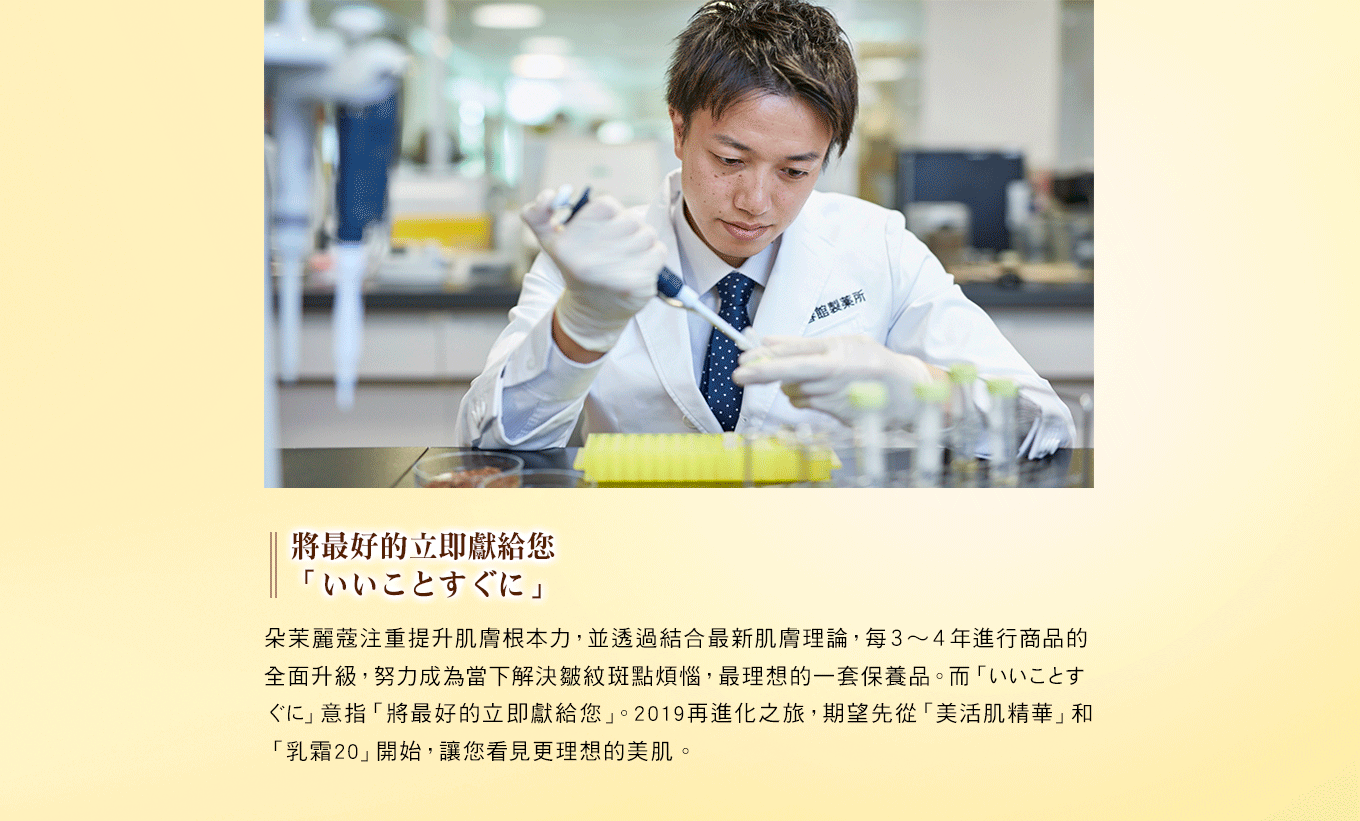 館製薬所
將最好的立即獻給您
「いいことすぐに」
朵茉麗蔻注重提升肌膚根本力，並透過結合最新肌膚理論，每3～4年進行商品的
全面升級，努力成為當下解決皺紋斑點煩惱，最理想的一套保養品。而「いいことす
ぐに」意指「將最好的立即獻給您」。2019再進化之旅，期望先從「美活肌精華」和
「乳霜20」開始，讓您看見更理想的美肌。